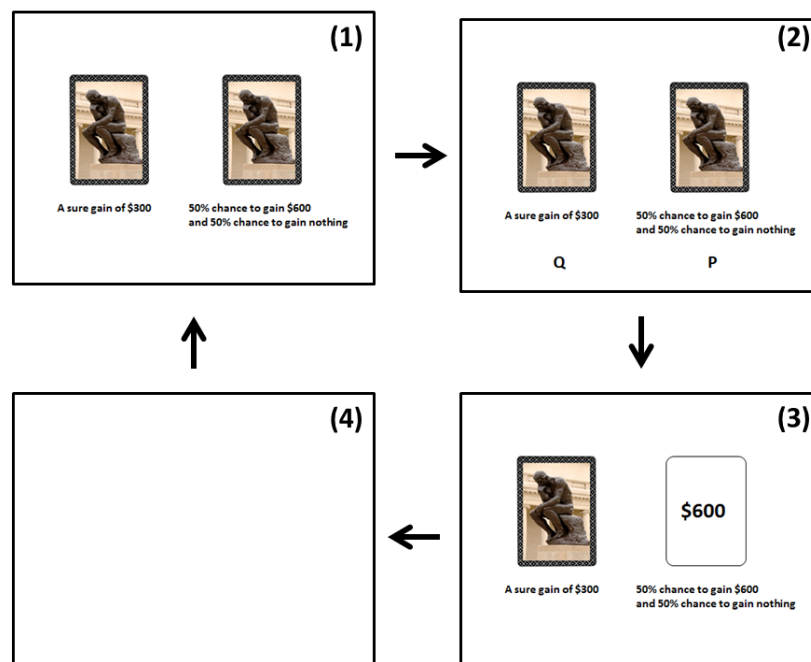 (1)
A sure gain of $300
50% chance to gain $600
and 50% chance to gain nothing
(2)
A sure gain of $300
50% chance to gain $600
and 50% chance to gain nothing
Q
P
(3)
$600
A sure gain of $300
50% chance to gain $600
and 50% chance to gain nothing
(4)